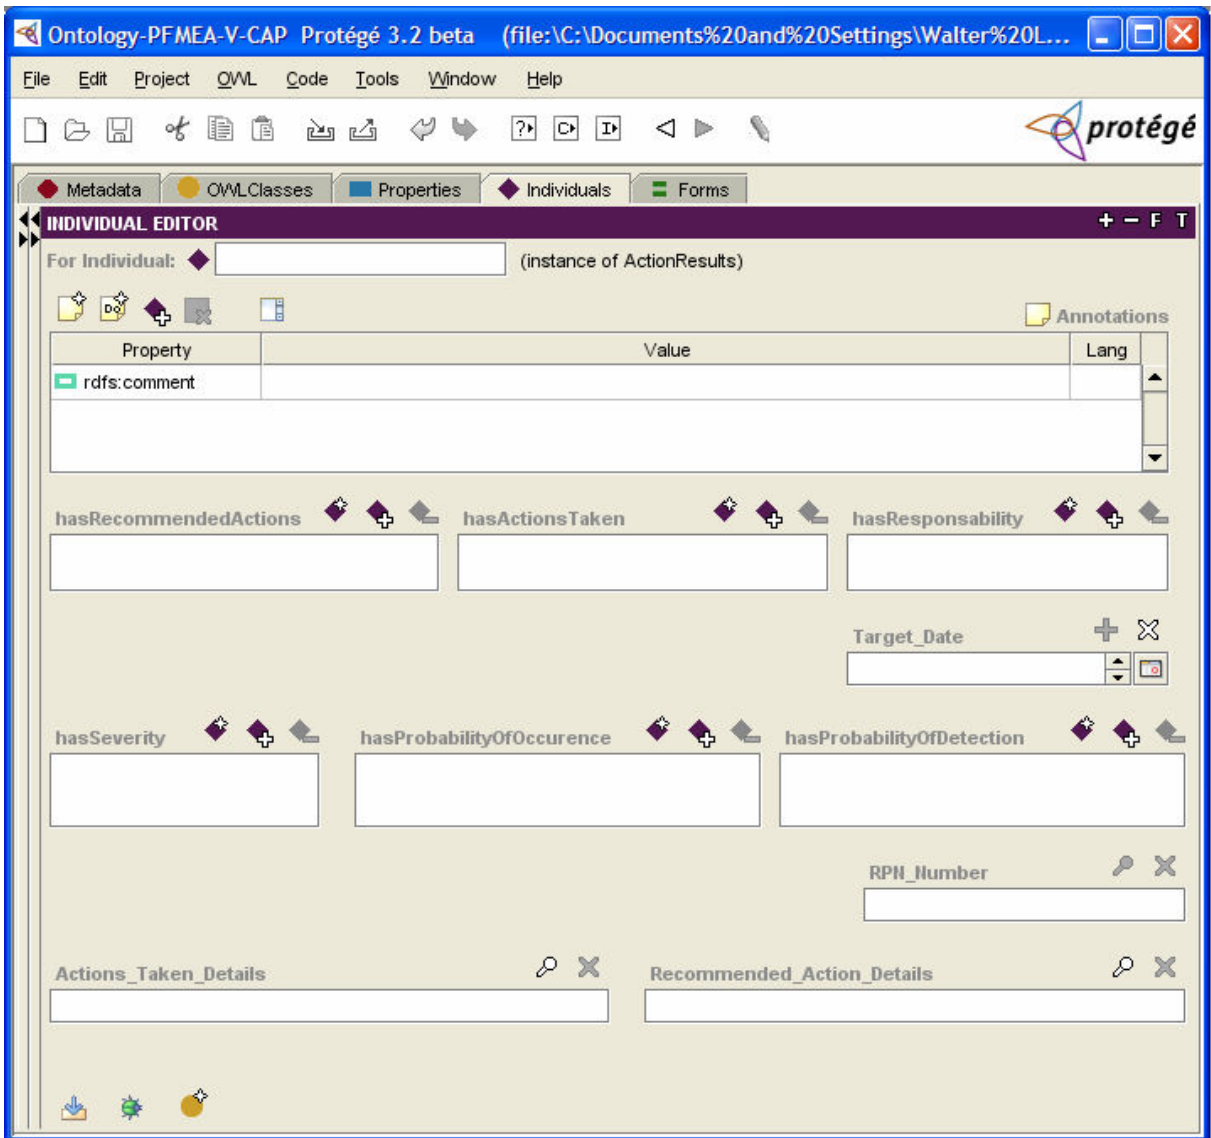 Ontology-PFMEA-V-CAP Protégé 3.2 beta (file:\C:\Documents%20and%20Settings\Walter%20L...
File Edit Project OWL Code Tools Window Help
protégé
Metadata OWLClasses Properties Individuals Forms
INDIVIDUAL EDITOR + − F T
For Individual: (instance of ActionResults)
Annotations
Property Value Lang
rdfs:comment
hasRecommendedActions hasActionsTaken hasResponsability
Target_Date
hasSeverity hasProbabilityOfOccurence hasProbabilityOfDetection
RPN_Number
Actions_Taken_Details Recommended_Action_Details